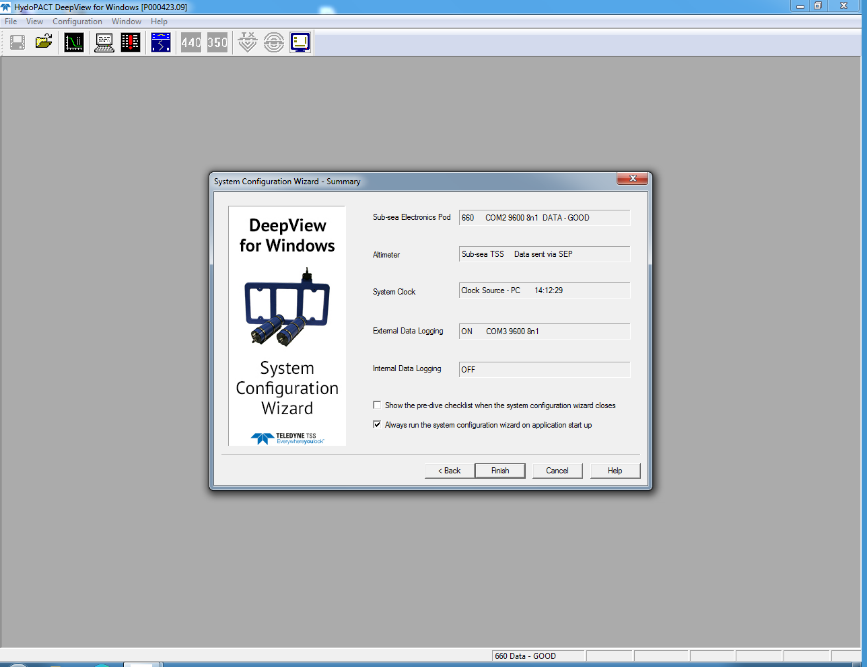 HydoPACT DeepView for Windows [P000423.09]
File View Configuration Window Help
440 350 TX
System Configuration Wizard - Summary
DeepView
for Windows
System
Configuration
Wizard
TELEDYNE TSS
Everywhereyoulook
Sub-sea Electronics Pod 660 COM2 9600 8n1 DATA - GOOD
Altimeter Sub-sea TSS Data sent via SEP
System Clock Clock Source - PC 14:12:29
External Data Logging ON COM3 9600 8n1
Internal Data Logging OFF
Show the pre-dive checklist when the system configuration wizard closes
Always run the system configuration wizard on application start up
< Back Finish Cancel Help
660 Data - GOOD